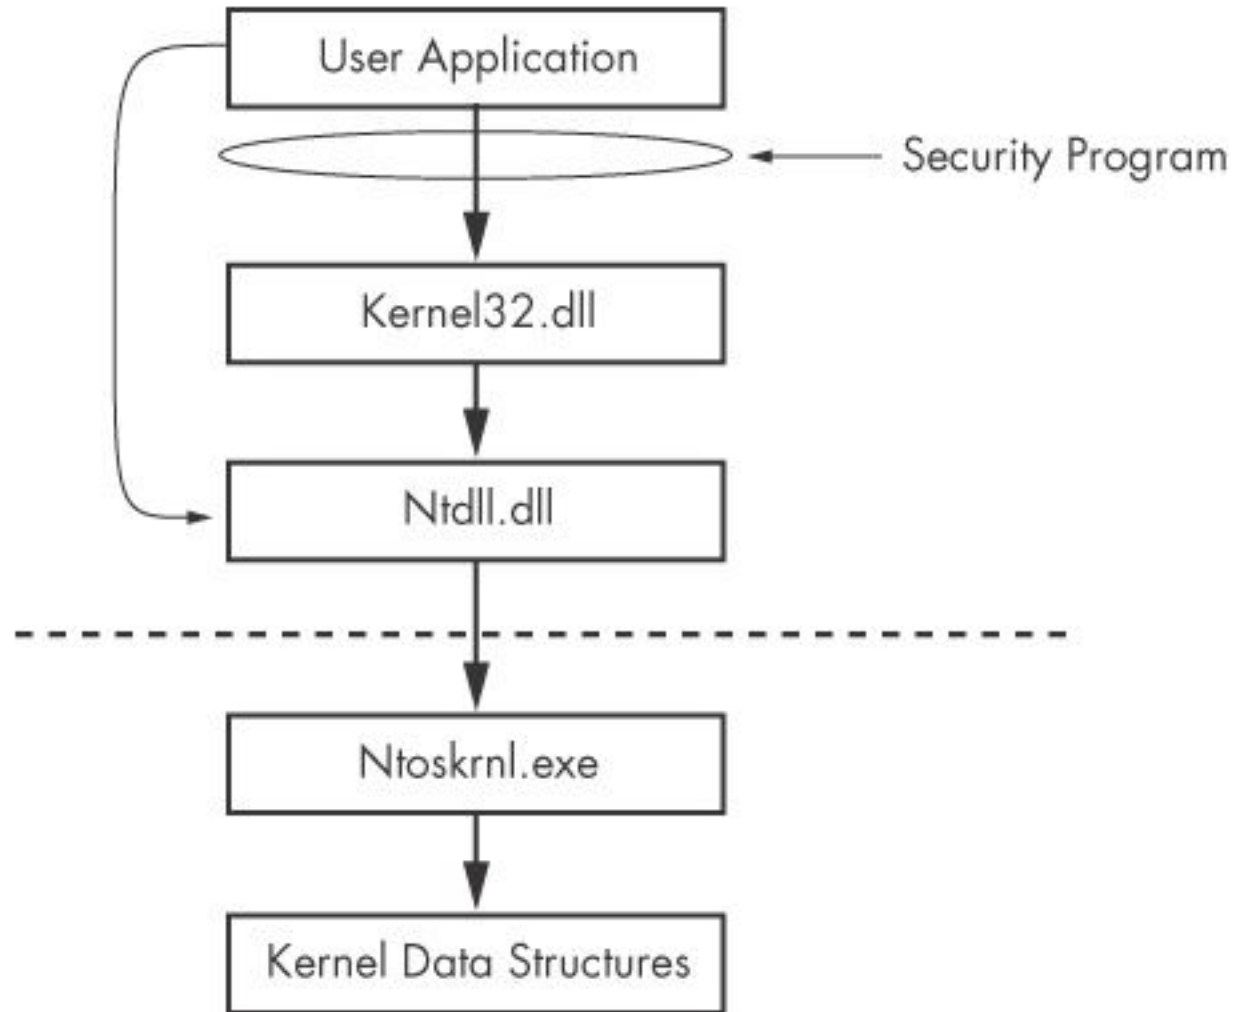 User Application
Security Program
Kernel32.dll
Ntdll.dll
Ntoskrnl.exe
Kernel Data Structures